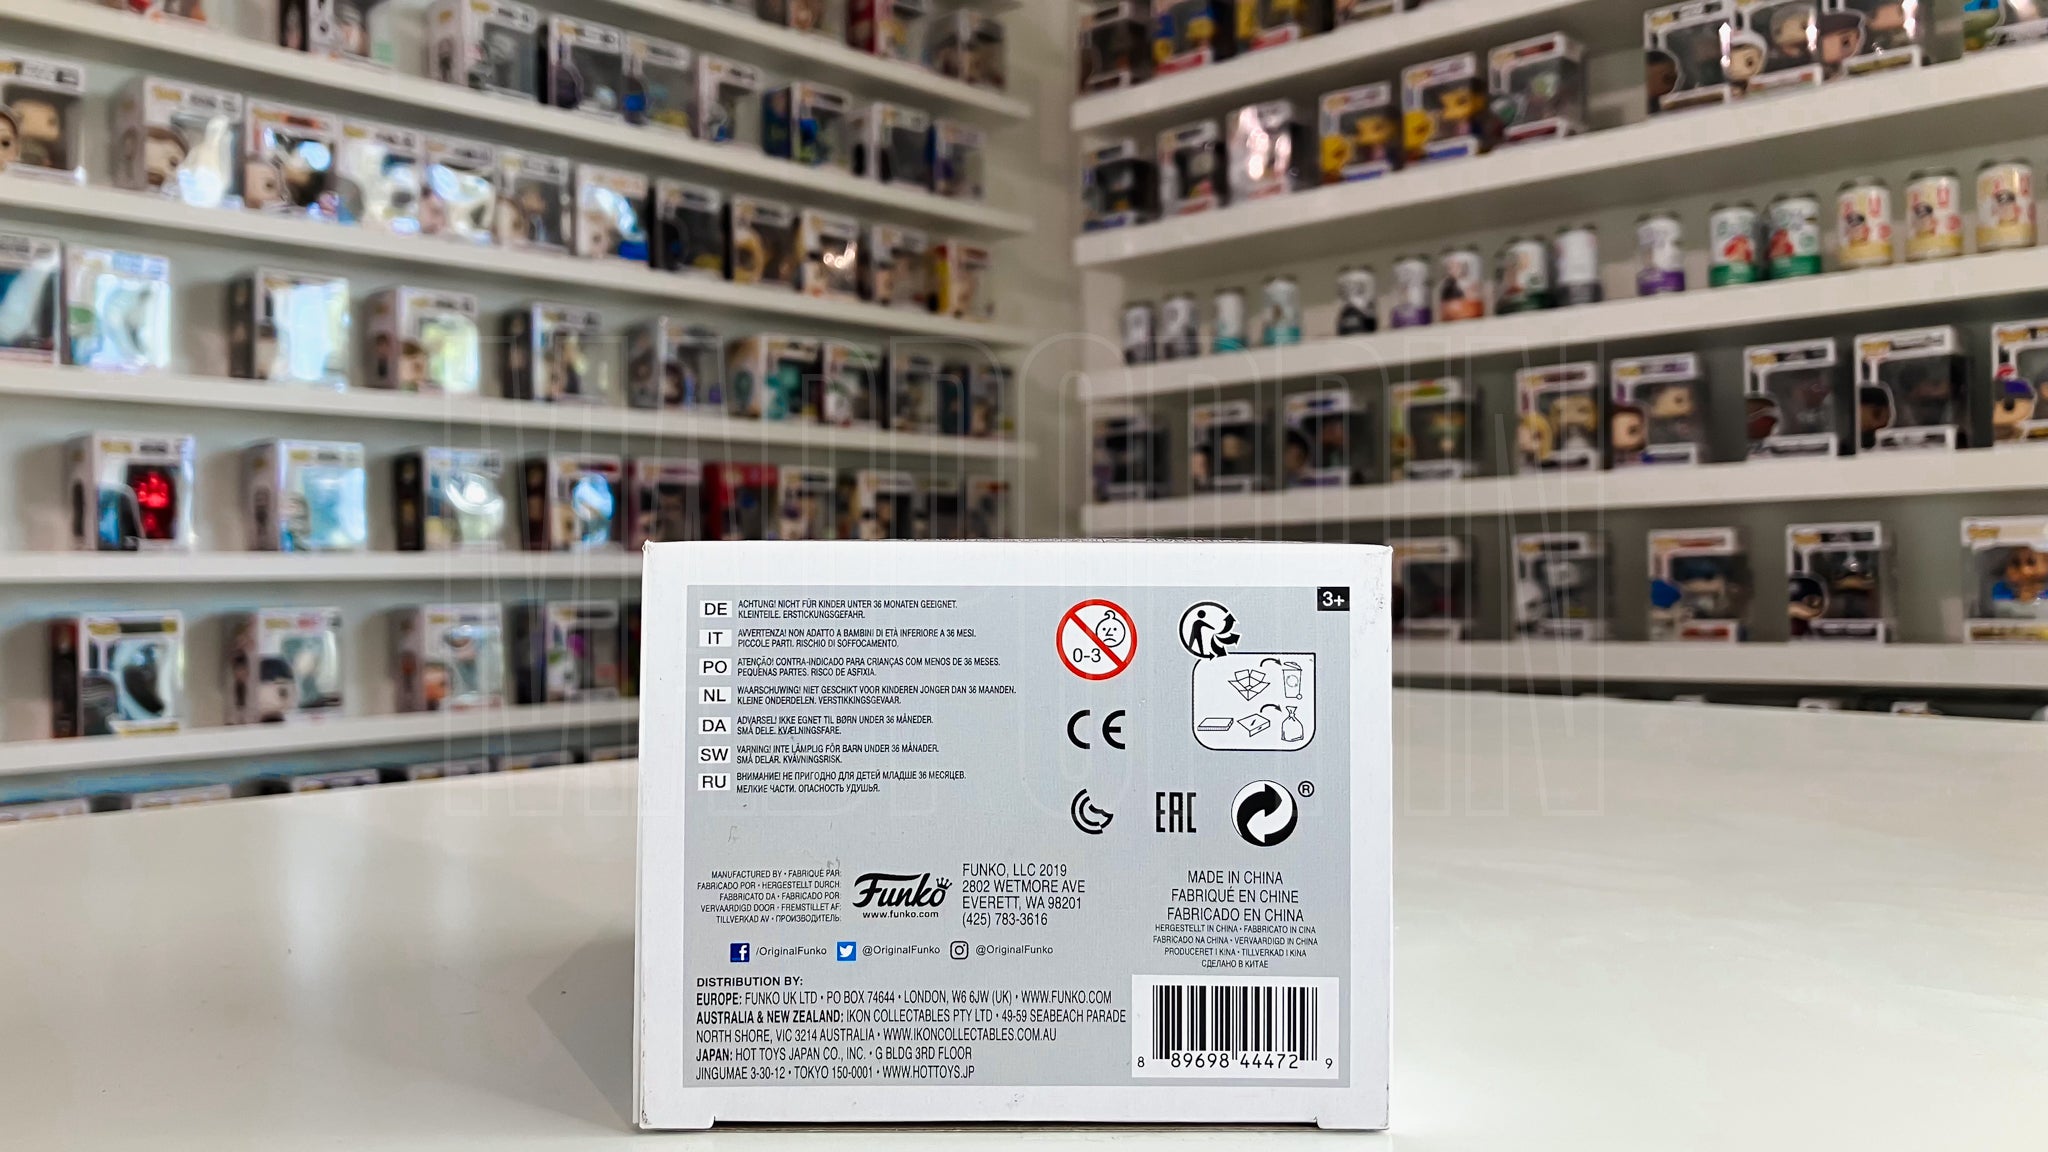 DE ACHTUNG! NICHT FÜR KINDER UNTER 36 MONATEN GEEIGNET.
KLEINTEILE. ERSTICKUNGSGEFAHR.
IT AVVERTENZA! NON ADATTO A BAMBINI DI ETÀ INFERIORE A 36 MESI.
PICCOLE PARTI. RISCHIO DI SOFFOCAMENTO.
PO ATENÇÃO! CONTRA-INDICADO PARA CRIANÇAS COM MENOS DE 36 MESES.
PEQUENAS PARTES. RISCO DE ASFIXIA.
NL WAARSCHUWING! NIET GESCHIKT VOOR KINDEREN JONGER DAN 36 MAANDEN.
KLEINE ONDERDELEN. VERSTIKKINGSGEVAAR.
DA ADVARSEL! IKKE EGNET TIL BØRN UNDER 36 MÅNEDER.
SMÅ DELE. KVÆLNINGSFARE.
SW VARNING! INTE LÄMPLIG FÖR BARN UNDER 36 MÅNADER.
SMÅ DELAR. KVÄVNINGSRISK.
RU ВНИМАНИЕ! НЕ ПРИГОДНО ДЛЯ ДЕТЕЙ МЛАДШЕ 36 МЕСЯЦЕВ.
МЕЛКИЕ ЧАСТИ. ОПАСНОСТЬ УДУШЬЯ.
0-3
3+
CE
EAC
®
MANUFACTURED BY • FABRIQUÉ PAR:
FABRICADO POR • HERGESTELLT DURCH:
FABBRICATO DA • FABRICADO POR:
VERVAARDIGD DOOR • FREMSTILLET AF:
TILLVERKAD AV • ПРОИЗВОДИТЕЛЬ:
Funko
www.funko.com
FUNKO, LLC 2019
2802 WETMORE AVE
EVERETT, WA 98201
(425) 783-3616
/OriginalFunko @OriginalFunko @OriginalFunko
MADE IN CHINA
FABRIQUÉ EN CHINE
FABRICADO EN CHINA
HERGESTELLT IN CHINA • FABBRICATO IN CINA
FABRICADO NA CHINA • VERVAARDIGD IN CHINA
PRODUCERET I KINA • TILLVERKAD I KINA
СДЕЛАНО В КИТАЕ
DISTRIBUTION BY:
EUROPE: FUNKO UK LTD • PO BOX 74644 • LONDON, W6 6JW (UK) • WWW.FUNKO.COM
AUSTRALIA & NEW ZEALAND: IKON COLLECTABLES PTY LTD • 49-59 SEABEACH PARADE
NORTH SHORE, VIC 3214 AUSTRALIA • WWW.IKONCOLLECTABLES.COM.AU
JAPAN: HOT TOYS JAPAN CO., INC. • G BLDG 3RD FLOOR
JINGUMAE 3-30-12 • TOKYO 150-0001 • WWW.HOTTOYS.JP
8 89698 44472 9